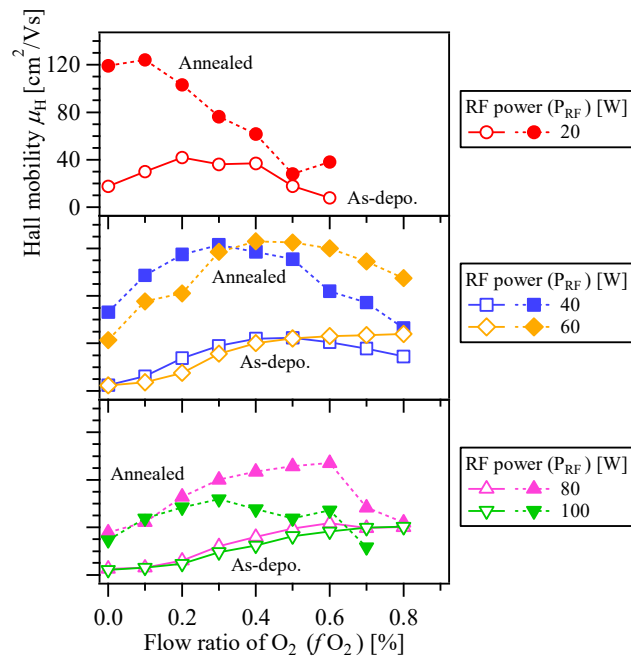 Hall mobility μH [cm²/Vs]
120
80
40
0
Annealed
As-depo.
RF power (PRF) [W]
20
Annealed
As-depo.
RF power (PRF) [W]
40
60
Annealed
As-depo.
RF power (PRF) [W]
80
100
0.0 0.2 0.4 0.6 0.8
Flow ratio of O₂ (fO₂) [%]